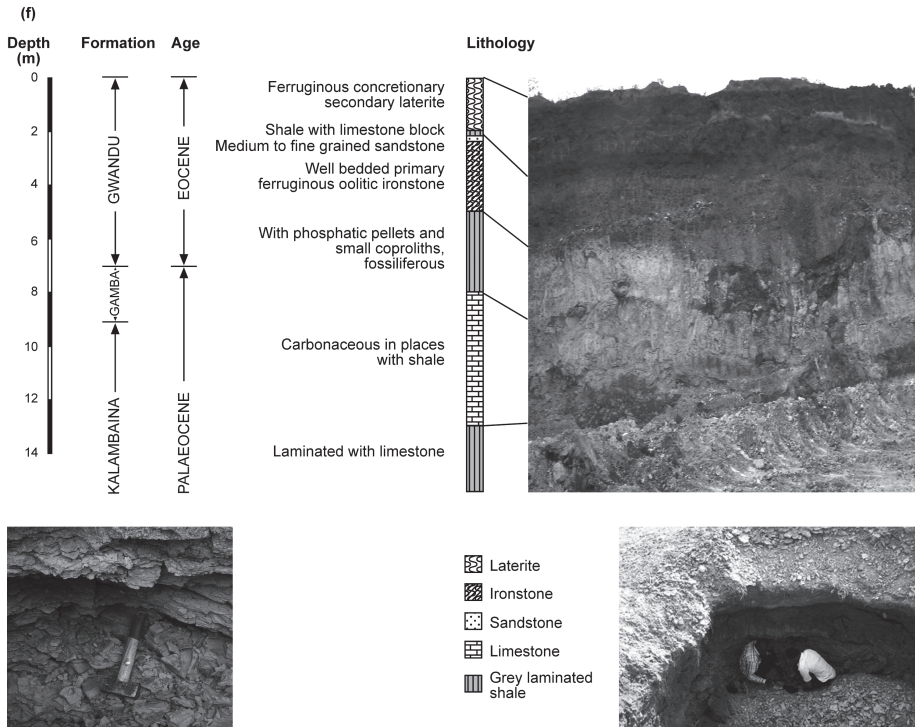 (f)
Depth
(m)
Formation
Age
Lithology
0
2
4
6
8
10
12
14
GWANDU
GAMBA
KALAMBAINA
EOCENE
PALAEOCENE
Ferruginous concretionary
secondary laterite
Shale with limestone block
Medium to fine grained sandstone
Well bedded primary
ferruginous oolitic ironstone
With phosphatic pellets and
small coproliths,
fossiliferous
Carbonaceous in places
with shale
Laminated with limestone
Laterite
Ironstone
Sandstone
Limestone
Grey laminated
shale